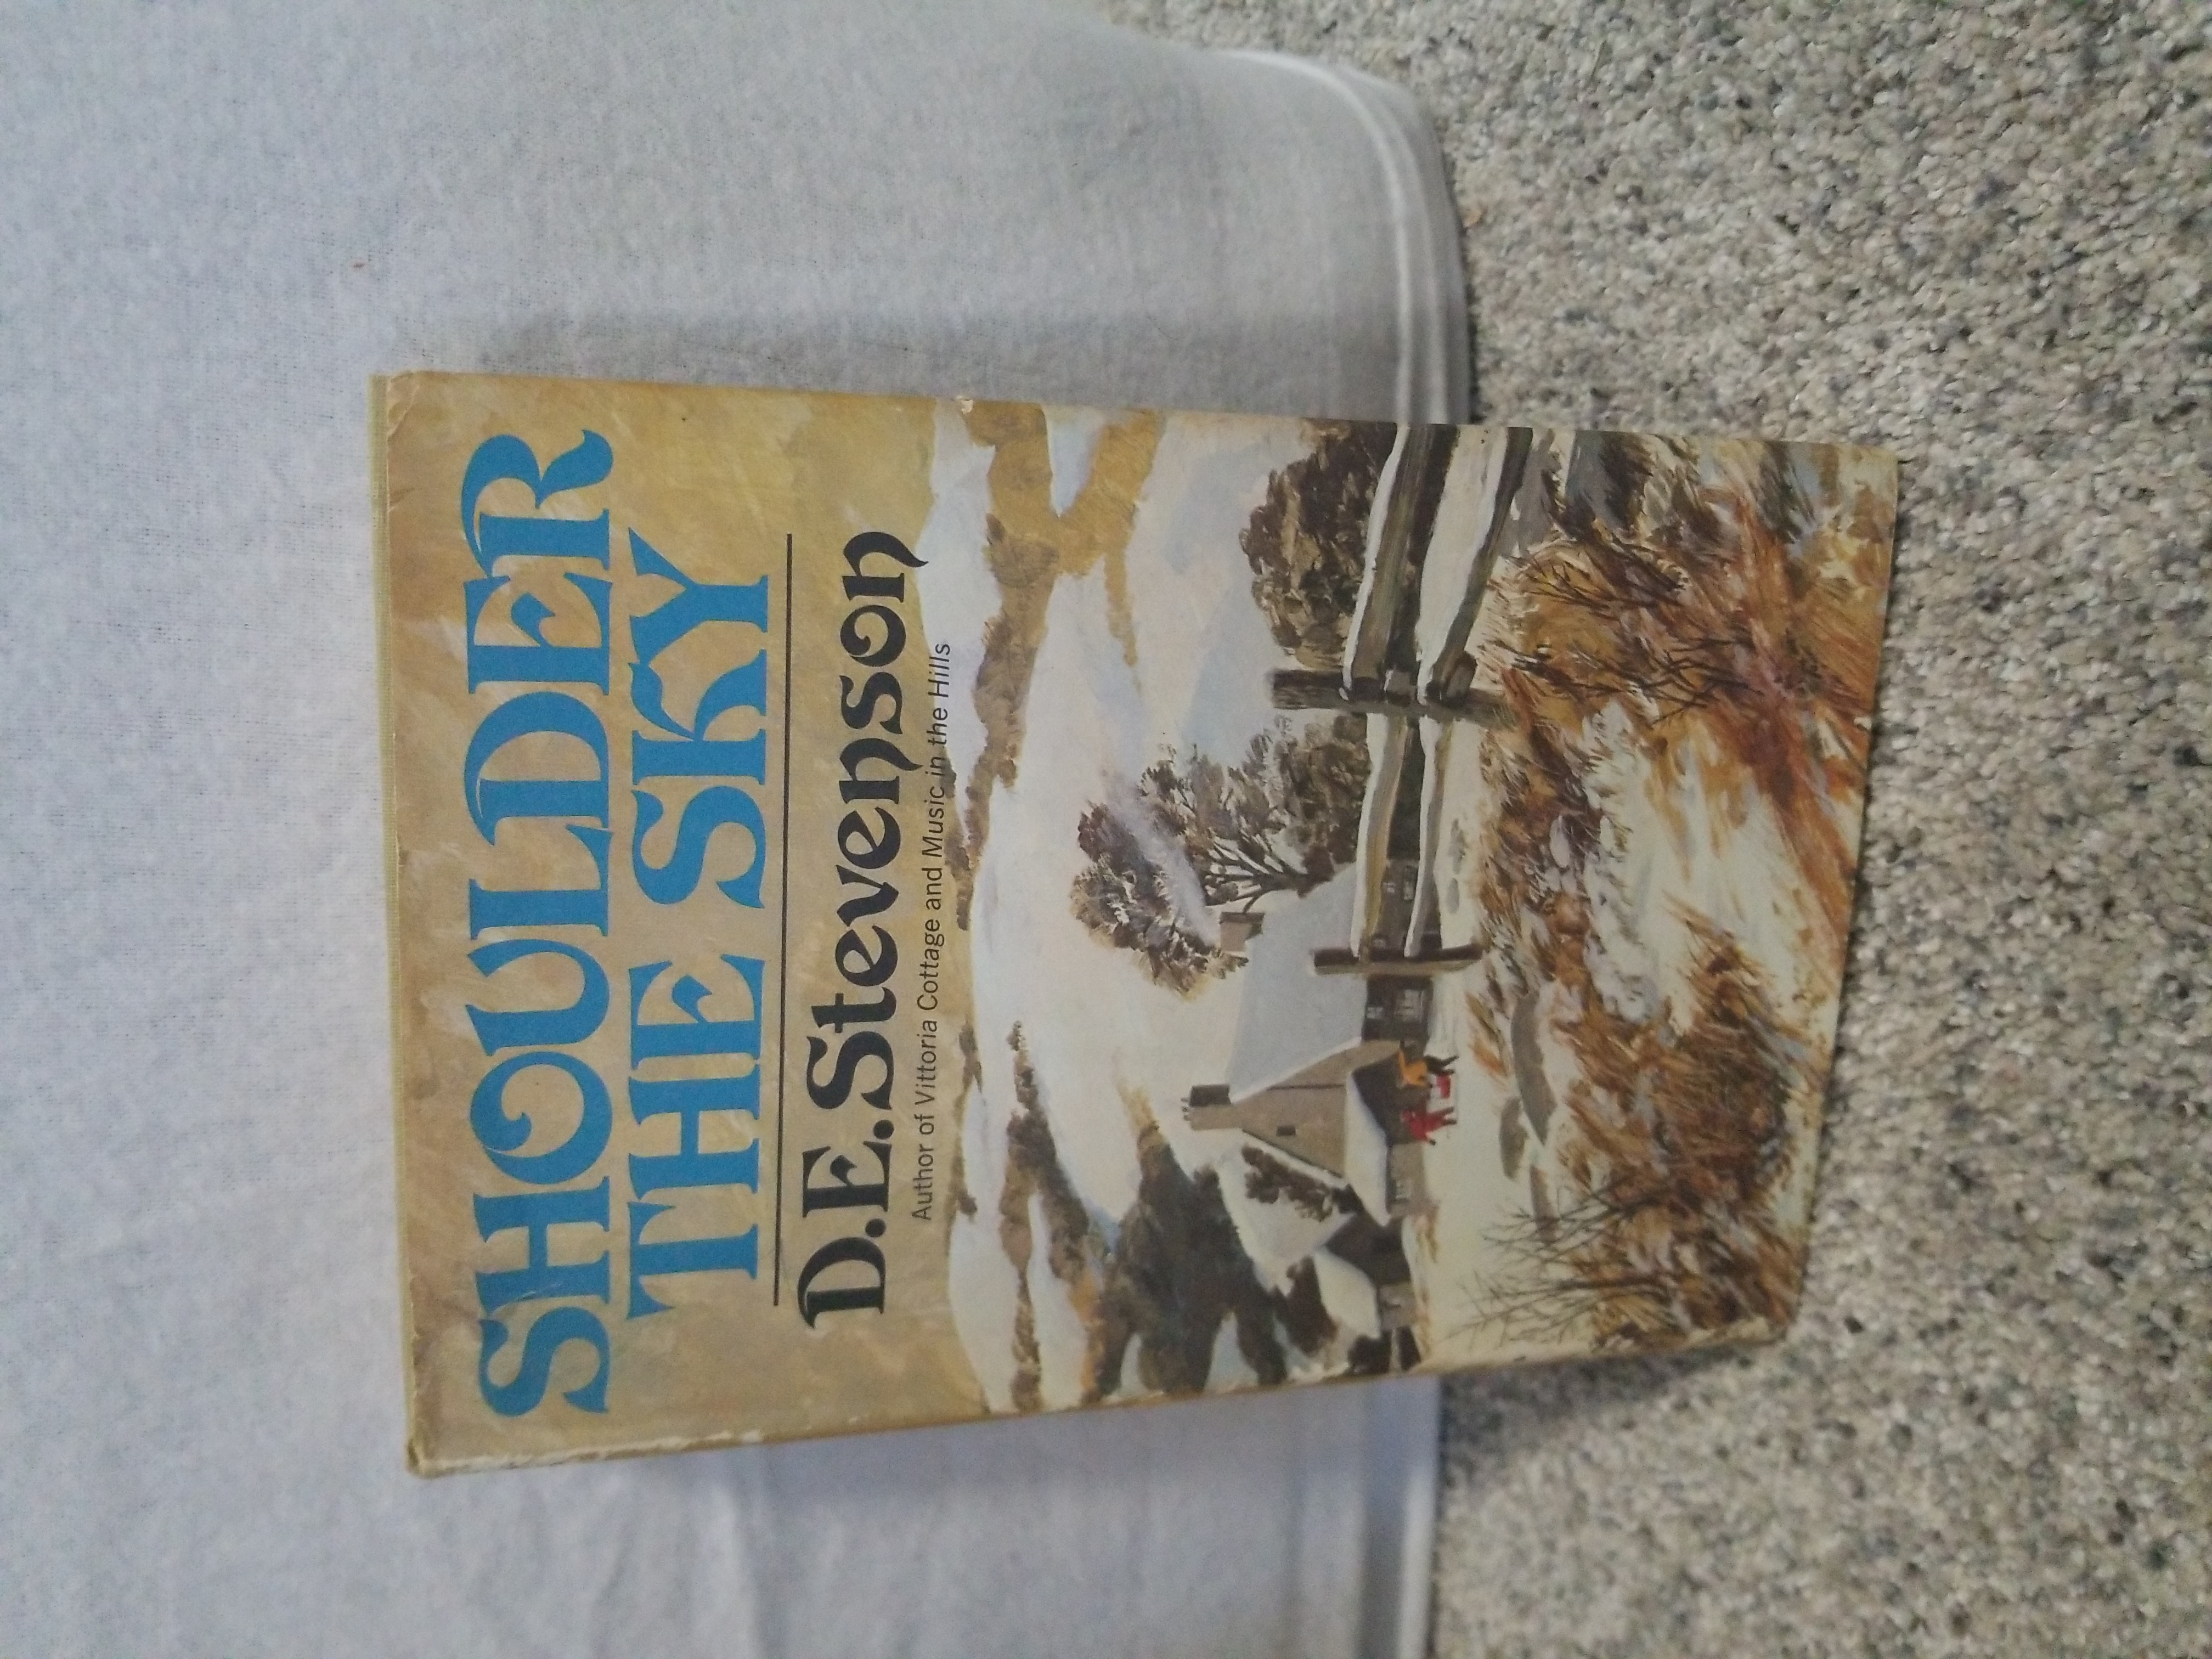 SHOULDER
THE SKY
D.E.Stevenson
Author of Vittoria Cottage and Music in the Hills